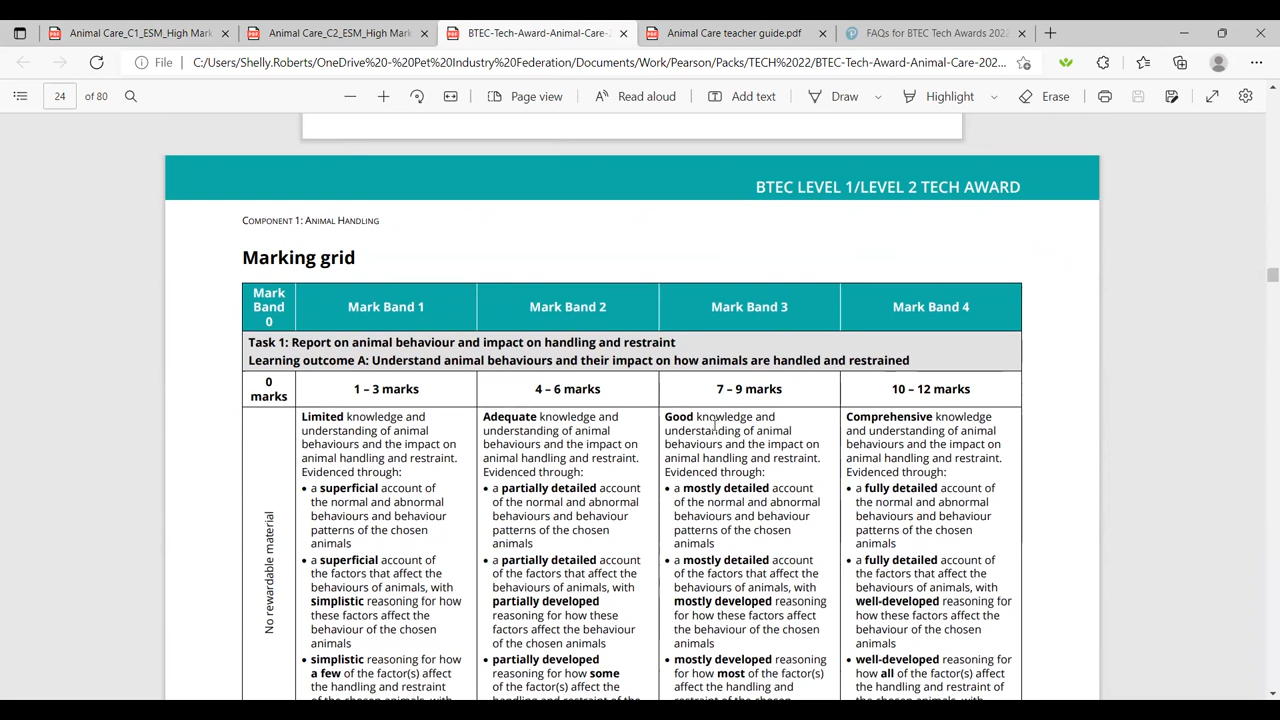 Animal Care_C1_ESM_High Mark
Animal Care_C2_ESM_High Mark
BTEC-Tech-Award-Animal-Care-2
Animal Care teacher guide.pdf
FAQs for BTEC Tech Awards 2022
File
C:/Users/Shelly.Roberts/OneDrive%20-%20Pet%20Industry%20Federation/Documents/Work/Pearson/Packs/TECH%2022/BTEC-Tech-Award-Animal-Care-202...
24 of 80
Page view
Read aloud
Add text
Draw
Highlight
Erase
BTEC LEVEL 1/LEVEL 2 TECH AWARD
COMPONENT 1: ANIMAL HANDLING
Marking grid
Mark
Band
0
Mark Band 1
Mark Band 2
Mark Band 3
Mark Band 4
Task 1: Report on animal behaviour and impact on handling and restraint
Learning outcome A: Understand animal behaviours and their impact on how animals are handled and restrained
0
marks
1 – 3 marks
4 – 6 marks
7 – 9 marks
10 – 12 marks
No rewardable material
Limited knowledge and
understanding of animal
behaviours and the impact on
animal handling and restraint.
Evidenced through:
• a superficial account of
the normal and abnormal
behaviours and behaviour
patterns of the chosen
animals
• a superficial account of
the factors that affect the
behaviours of animals, with
simplistic reasoning for how
these factors affect the
behaviour of the chosen
animals
• simplistic reasoning for how
a few of the factor(s) affect
the handling and restraint
of the chosen animals, with
Adequate knowledge and
understanding of animal
behaviours and the impact on
animal handling and restraint.
Evidenced through:
• a partially detailed account
of the normal and abnormal
behaviours and behaviour
patterns of the chosen
animals
• a partially detailed account
of the factors that affect the
behaviours of animals, with
partially developed
reasoning for how these
factors affect the behaviour
of the chosen animals
• partially developed
reasoning for how some
of the factor(s) affect the
handling and restraint of
Good knowledge and
understanding of animal
behaviours and the impact on
animal handling and restraint.
Evidenced through:
• a mostly detailed account
of the normal and abnormal
behaviours and behaviour
patterns of the chosen
animals
• a mostly detailed account
of the factors that affect the
behaviours of animals, with
mostly developed reasoning
for how these factors affect
the behaviour of the chosen
animals
• mostly developed reasoning
for how most of the factor(s)
affect the handling and
restraint of the chosen
Comprehensive knowledge
and understanding of animal
behaviours and the impact on
animal handling and restraint.
Evidenced through:
• a fully detailed account of
the normal and abnormal
behaviours and behaviour
patterns of the chosen
animals
• a fully detailed account of
the factors that affect the
behaviours of animals, with
well-developed reasoning for
how these factors affect the
behaviour of the chosen
animals
• well-developed reasoning for
how all of the factor(s) affect
the handling and restraint of
the chosen animals, with